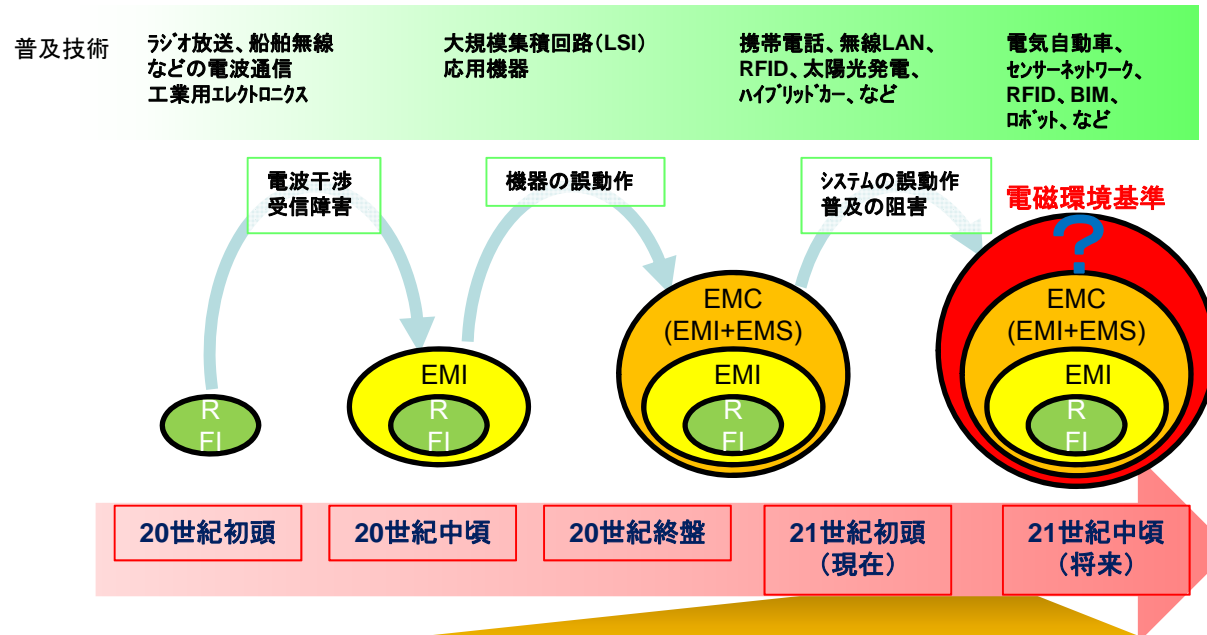 普及技術
ラジオ放送、船舶無線
などの電波通信
工業用エレクトロニクス
大規模集積回路(LSI)
応用機器
携帯電話、無線LAN、
RFID、太陽光発電、
ハイブリッドカー、など
電気自動車、
センサーネットワーク、
RFID、BIM、
ロボット、など
電波干渉
受信障害
機器の誤動作
システムの誤動作
普及の阻害
電磁環境基準
?
R
FI
EMI
R
FI
EMC
(EMI+EMS)
EMI
R
FI
EMC
(EMI+EMS)
EMI
R
FI
20世紀初頭
20世紀中頃
20世紀終盤
21世紀初頭
(現在)
21世紀中頃
(将来)